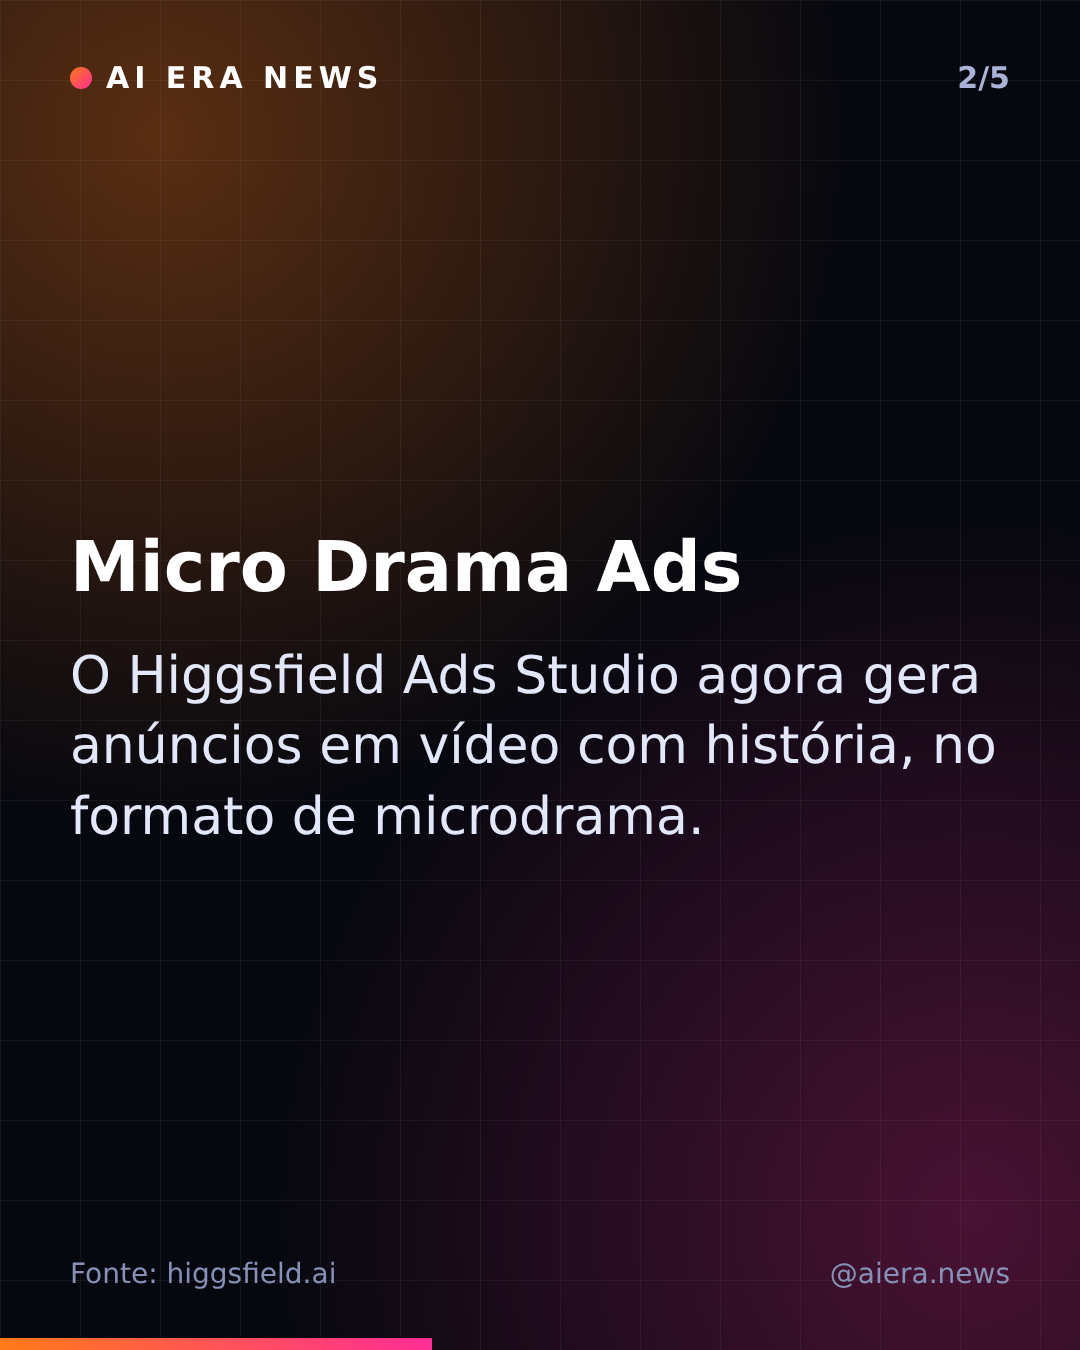 AI ERA NEWS
2/5
Micro Drama Ads
O Higgsfield Ads Studio agora gera
anúncios em vídeo com história, no
formato de microdrama.
Fonte: higgsfield.ai
@aiera.news